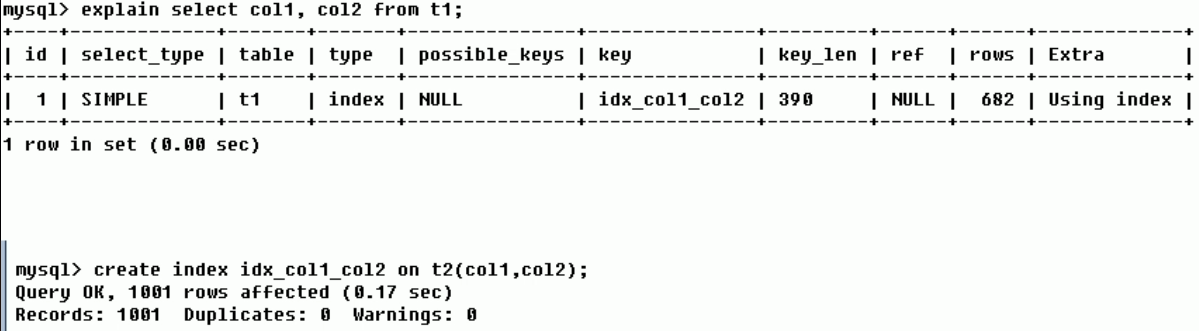 mysql> explain select col1, col2 from t1;
+----+-------------+-------+-------+---------------+---------------+---------+------+------+-------------+
| id | select_type | table | type | possible_keys | key | key_len | ref | rows | Extra |
+----+-------------+-------+-------+---------------+---------------+---------+------+------+-------------+
| 1 | SIMPLE | t1 | index | NULL | idx_col1_col2 | 390 | NULL | 682 | Using index |
+----+-------------+-------+-------+---------------+---------------+---------+------+------+-------------+
1 row in set (0.00 sec)
mysql> create index idx_col1_col2 on t2(col1,col2);
Query OK, 1001 rows affected (0.17 sec)
Records: 1001  Duplicates: 0  Warnings: 0